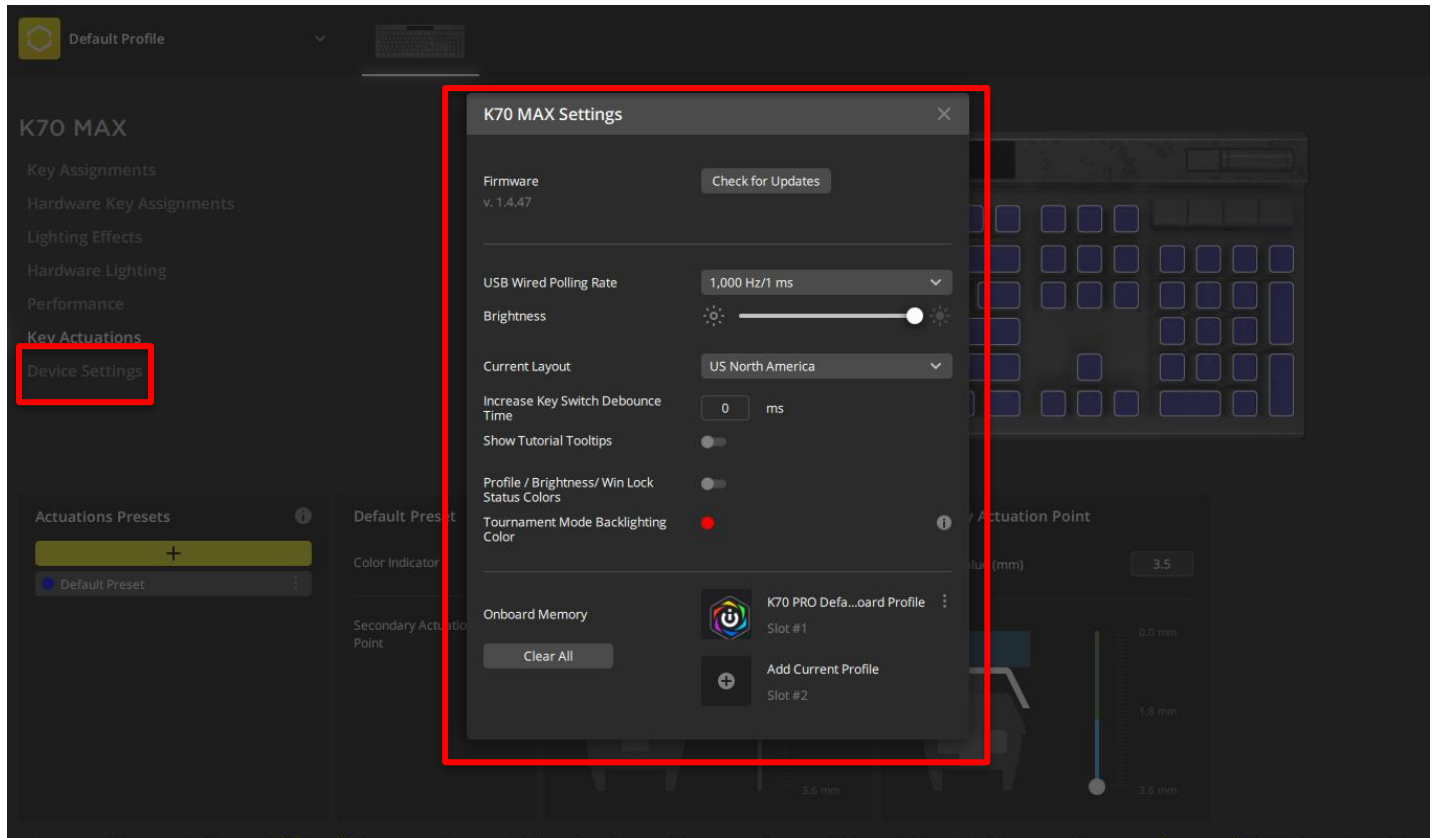 Default Profile
K70 MAX
Key Assignments
Hardware Key Assignments
Lighting Effects
Hardware Lighting
Performance
Key Actuations
Device Settings
K70 MAX Settings
Firmware
Check for Updates
v. 1.4.47
USB Wired Polling Rate
1,000 Hz/1 ms
Brightness
Current Layout
US North America
Increase Key Switch Debounce
Time
0 ms
Show Tutorial Tooltips
Profile / Brightness/ Win Lock
Status Colors
Tournament Mode Backlighting
Color
Onboard Memory
K70 PRO Defa...oard Profile
Slot #1
Clear All
Add Current Profile
Slot #2
Actuations Presets
Default Preset
Default Preset
Color Indicator
Secondary
Point
3.6 mm
Actuation Point
(mm)
3.5
0.0 mm
1.8 mm
3.6 mm